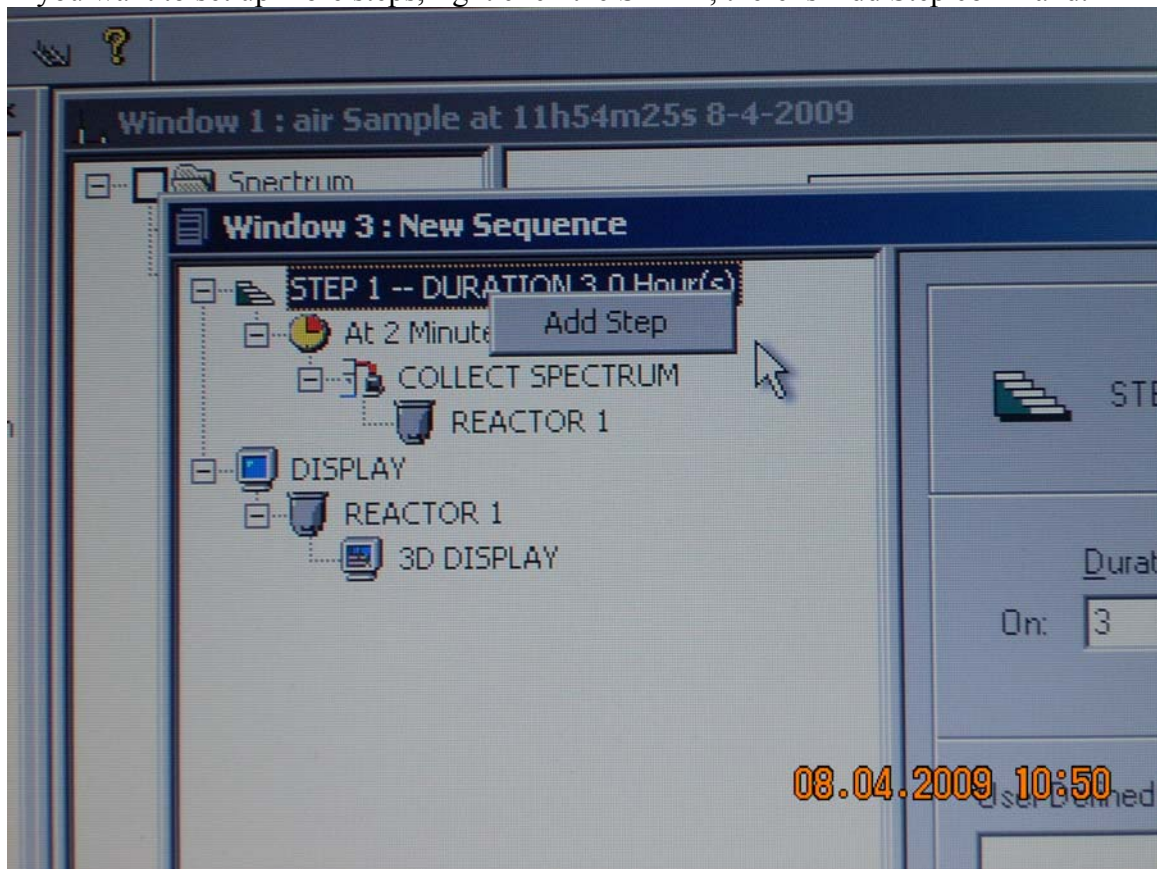 Window 1 : air Sample at 11h54m25s 8-4-2009
Spectrum
Window 3 : New Sequence
STEP 1 -- DURATION 3.0 Hour(s)
Add Step
At 2 Minute
COLLECT SPECTRUM
REACTOR 1
DISPLAY
REACTOR 1
3D DISPLAY
STE
Durat
On: 3
08.04.2009 10:50